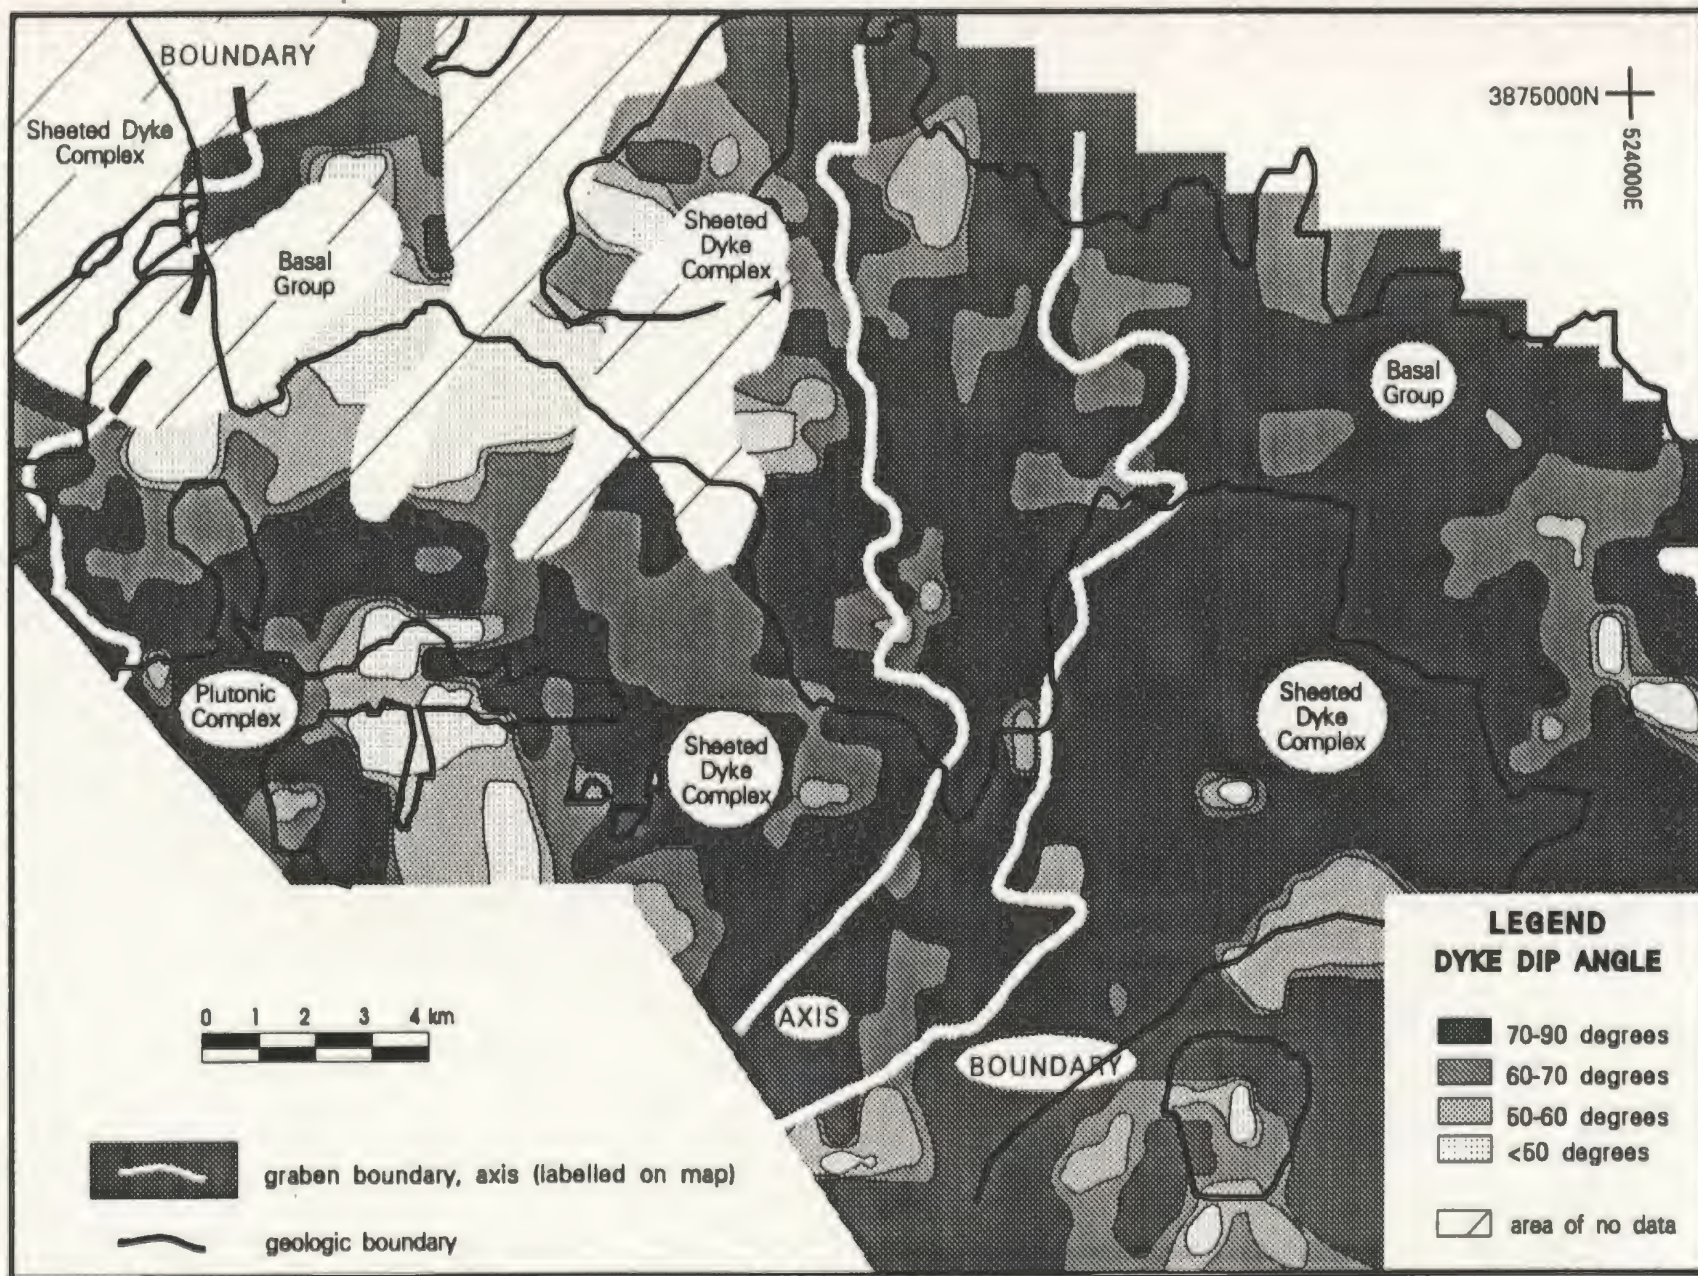 BOUNDARY
Sheeted Dyke
Complex
Basal
Group
Sheeted
Dyke
Complex
3875000N
524000E
Basal
Group
Plutonic
Complex
Sheeted
Dyke
Complex
Sheeted
Dyke
Complex
AXIS
BOUNDARY
0 1 2 3 4 km
graben boundary, axis (labelled on map)
geologic boundary
LEGEND
DYKE DIP ANGLE
70-90 degrees
60-70 degrees
50-60 degrees
<50 degrees
area of no data